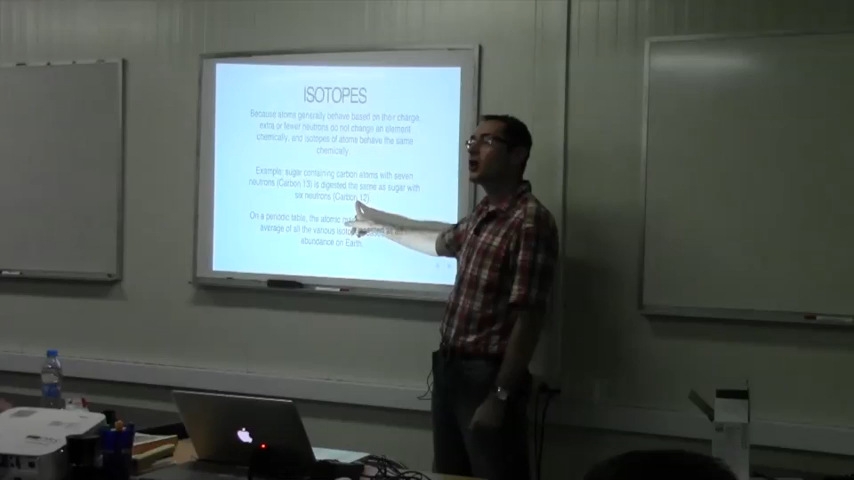 ISOTOPES
Because atoms generally behave based on their charge,
extra or fewer neutrons do not change an element
chemically, and isotopes of atoms behave the same
chemically.
Example: sugar containing carbon atoms with seven
neutrons (Carbon 13) is digested the same as sugar with
six neutrons (Carbon 12).
On a periodic table, the atomic
average of all the various isotopes
abundance on Earth.